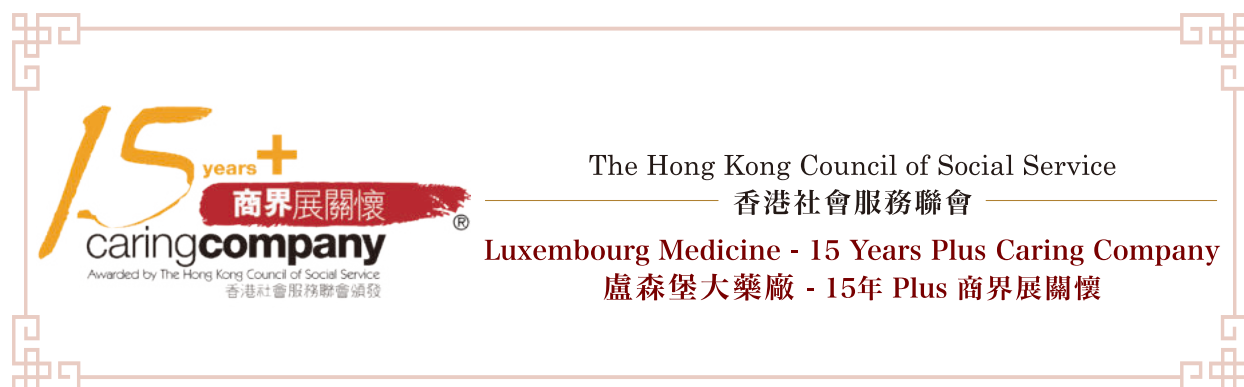 15
years +
商界展關懷
®
caringcompany
Awarded by The Hong Kong Council of Social Service
香港社會服務聯會頒發
The Hong Kong Council of Social Service
香港社會服務聯會
Luxembourg Medicine - 15 Years Plus Caring Company
盧森堡大藥廠 - 15年 Plus 商界展關懷